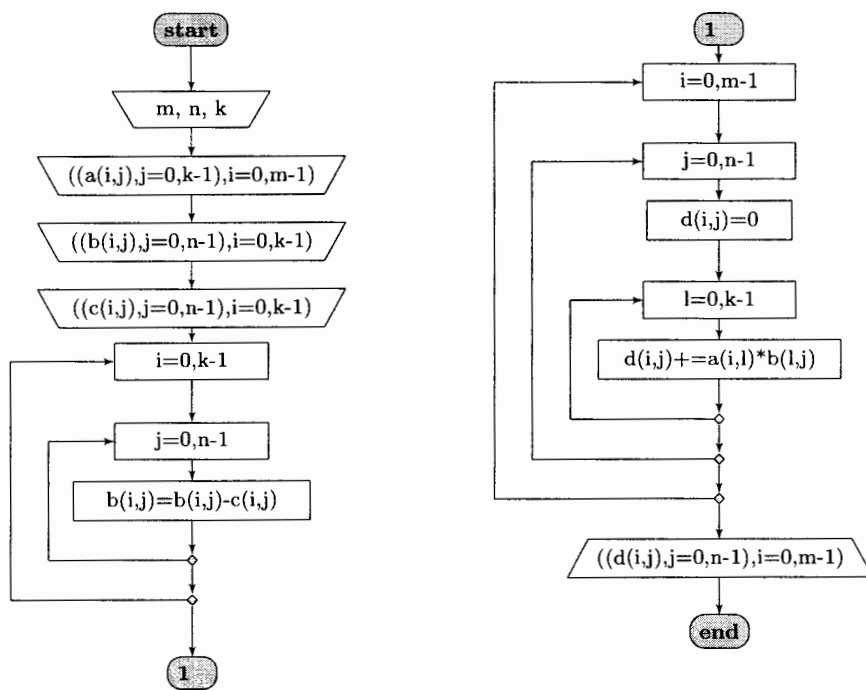 start
m, n, k
((a(i,j),j=0,k-1),i=0,m-1)
((b(i,j),j=0,n-1),i=0,k-1)
((c(i,j),j=0,n-1),i=0,k-1)
i=0,k-1
j=0,n-1
b(i,j)=b(i,j)-c(i,j)
1
1
i=0,m-1
j=0,n-1
d(i,j)=0
l=0,k-1
d(i,j)+=a(i,l)*b(l,j)
((d(i,j),j=0,n-1),i=0,m-1)
end